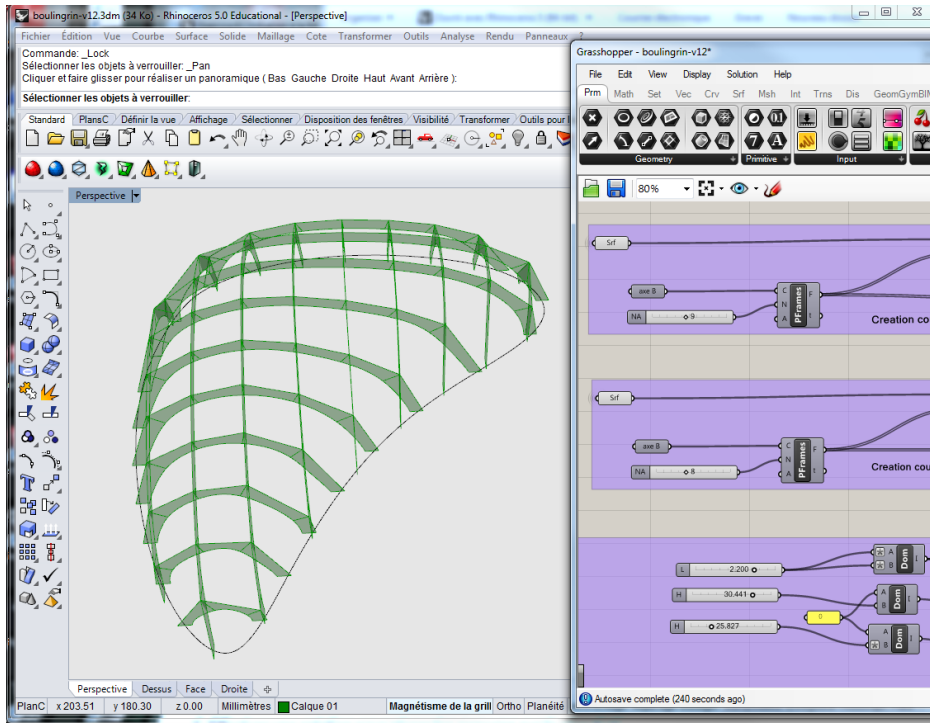 boulingrin-v12.3dm (34 Ko) - Rhinoceros 5.0 Educational - [Perspective]
Fichier Édition Vue Courbe Surface Solide Maillage Cote Transformer Outils Analyse Rendu Panneaux ?
Commande: _Lock
Sélectionner les objets à verrouiller: _Pan
Cliquer et faire glisser pour réaliser un panoramique ( Bas Gauche Droite Haut Avant Arrière ):
Sélectionner les objets à verrouiller:
Standard PlansC Définir la vue Affichage Sélectionner Disposition des fenêtres Visibilité Transformer Outils pour
Perspective
Perspective Dessus Face Droite
PlanC x 203.51 y 180.30 z 0.00 Millimètres Calque 01 Magnétisme de la grill Ortho Planéité
Grasshopper - boulingrin-v12*
File Edit View Display Solution Help
Prm Math Set Vec Crv Srf Msh Int Trns Dis GeomGymBIM
Geometry Primitive Input
80%
Srf
axe B
NA 9
C
N
A
PFrames
F
t
Creation cou
Srf
axe B
NA 8
C
N
A
PFrames
F
t
Creation cou
L 2.200
H 30.441
H 25.827
0
A
B
Dom
I
A
B
Dom
I
A
B
Dom
I
Autosave complete (240 seconds ago)